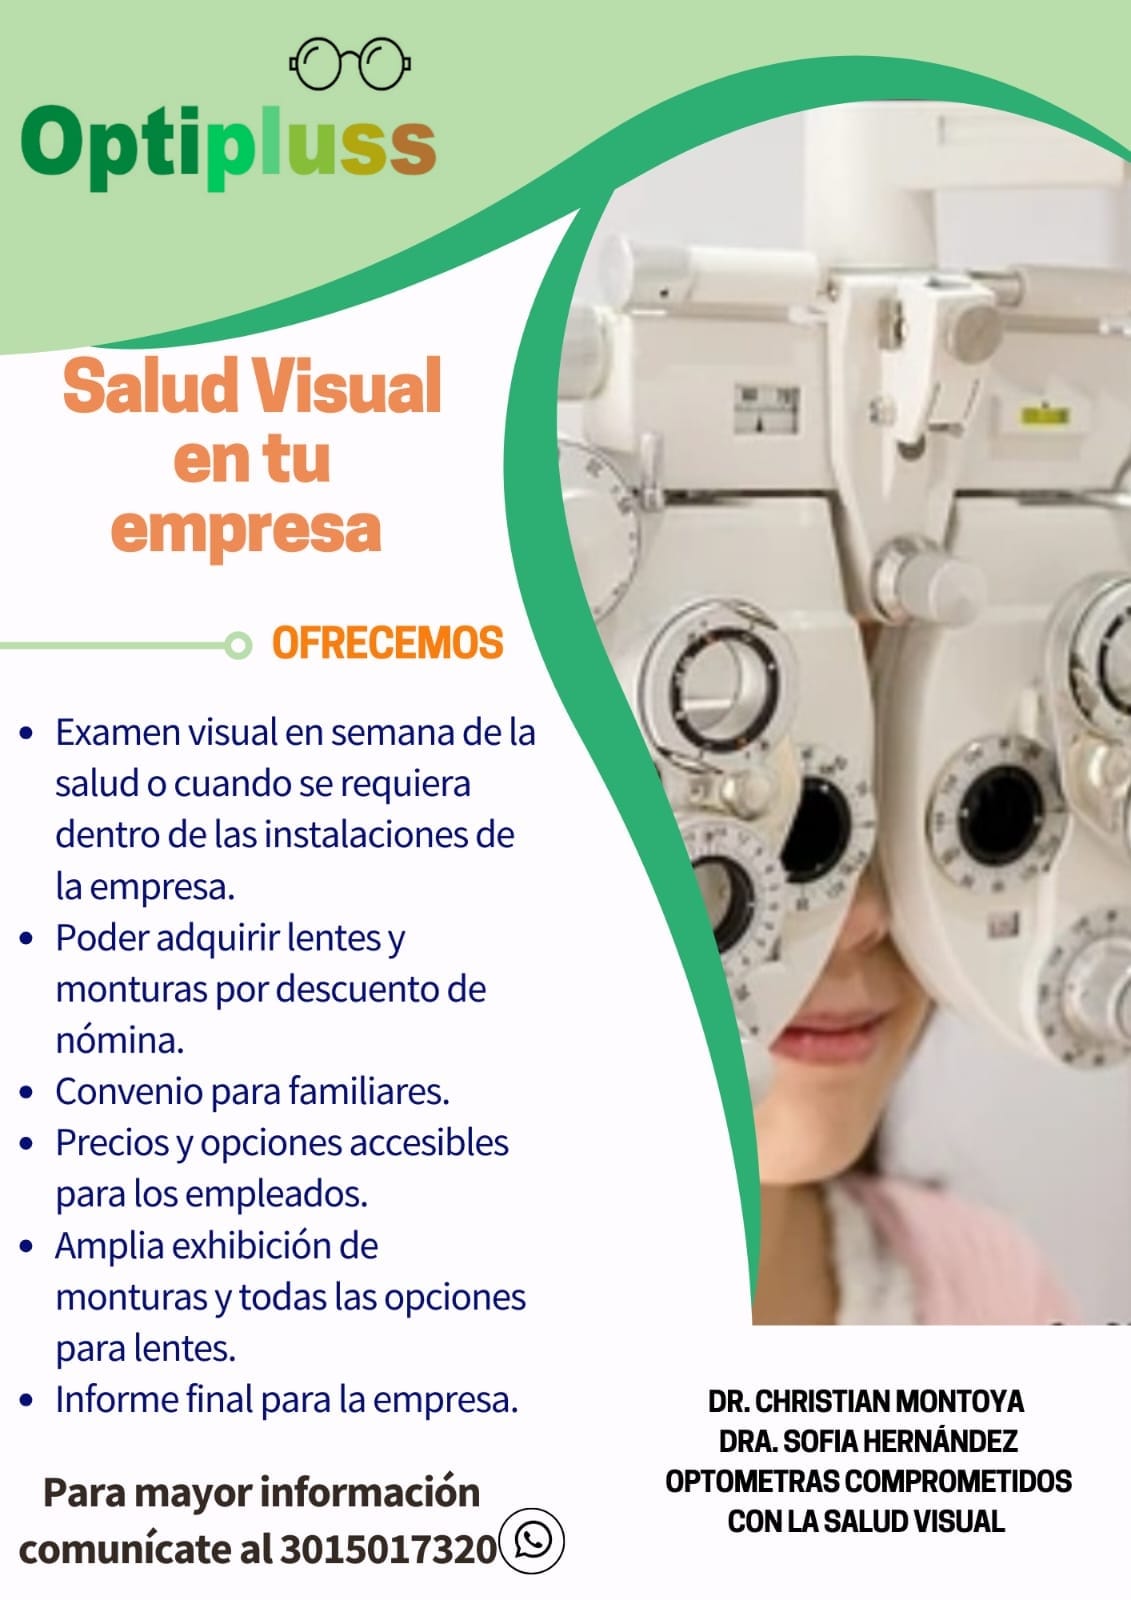 Optipluss
Salud Visual
en tu
empresa
OFRECEMOS
• Examen visual en semana de la
salud o cuando se requiera
dentro de las instalaciones de
la empresa.
• Poder adquirir lentes y
monturas por descuento de
nómina.
• Convenio para familiares.
• Precios y opciones accesibles
para los empleados.
• Amplia exhibición de
monturas y todas las opciones
para lentes.
• Informe final para la empresa.
Para mayor información
comunícate al 3015017320
DR. CHRISTIAN MONTOYA
DRA. SOFIA HERNÁNDEZ
OPTOMETRAS COMPROMETIDOS
CON LA SALUD VISUAL